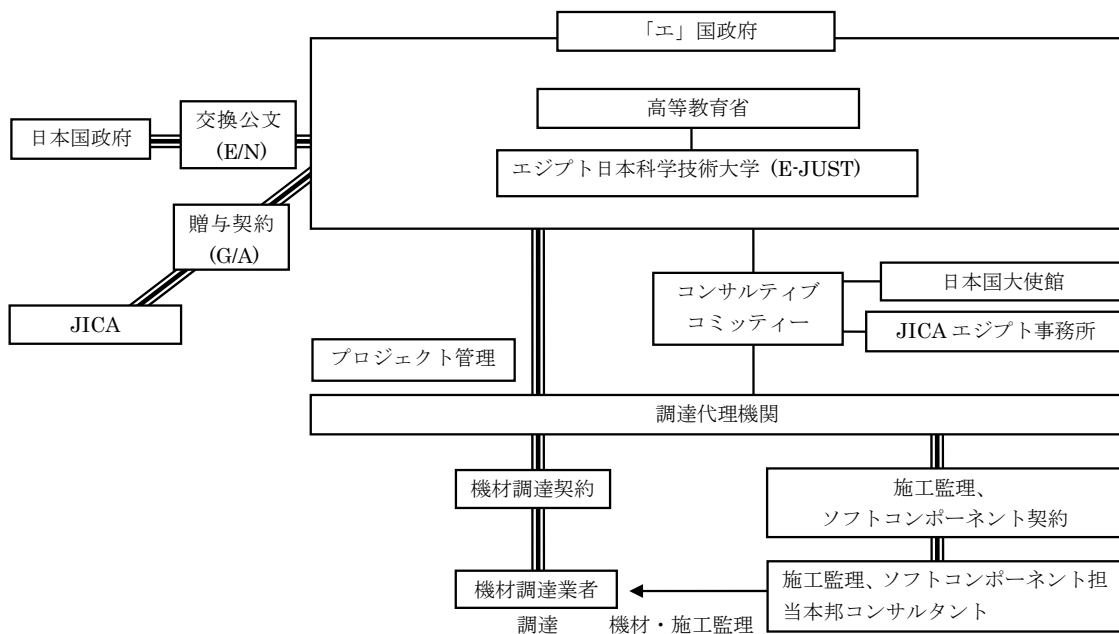 「エ」国政府
高等教育省
エジプト日本科学技術大学 (E-JUST)
日本国政府
交換公文
(E/N)
贈与契約
(G/A)
JICA
コンサルティブ
コミッティー
日本国大使館
JICA エジプト事務所
プロジェクト管理
調達代理機関
機材調達契約
施工監理、
ソフトコンポーネント契約
機材調達業者
施工監理、ソフトコンポーネント担
当本邦コンサルタント
調達
機材・施工監理